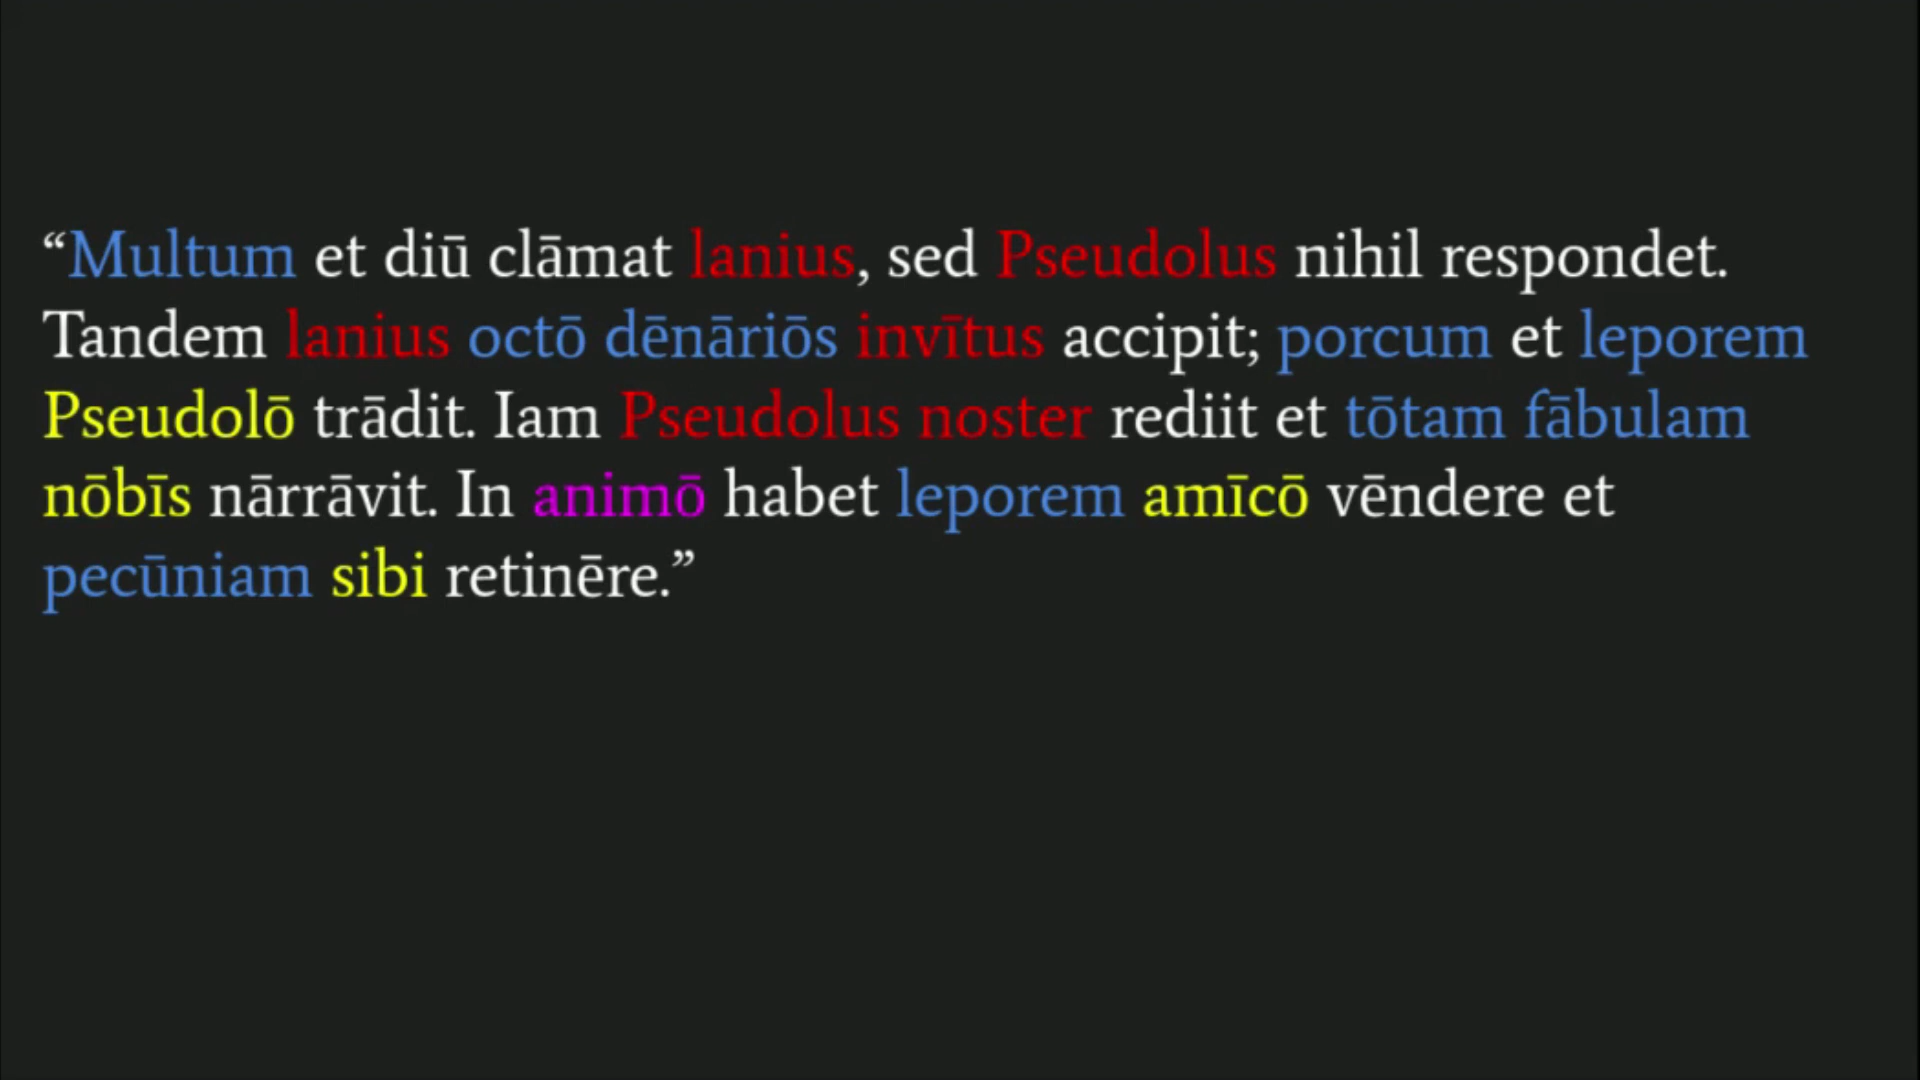 “Multum et diū clāmat lanius, sed Pseudolus nihil respondet.
Tandem lanius octō dēnāriōs invītus accipit; porcum et leporem
Pseudolō trādit. Iam Pseudolus noster rediit et tōtam fābulam
nōbīs nārrāvit. In animō habet leporem amīcō vēndere et
pecūniam sibi retinēre.”